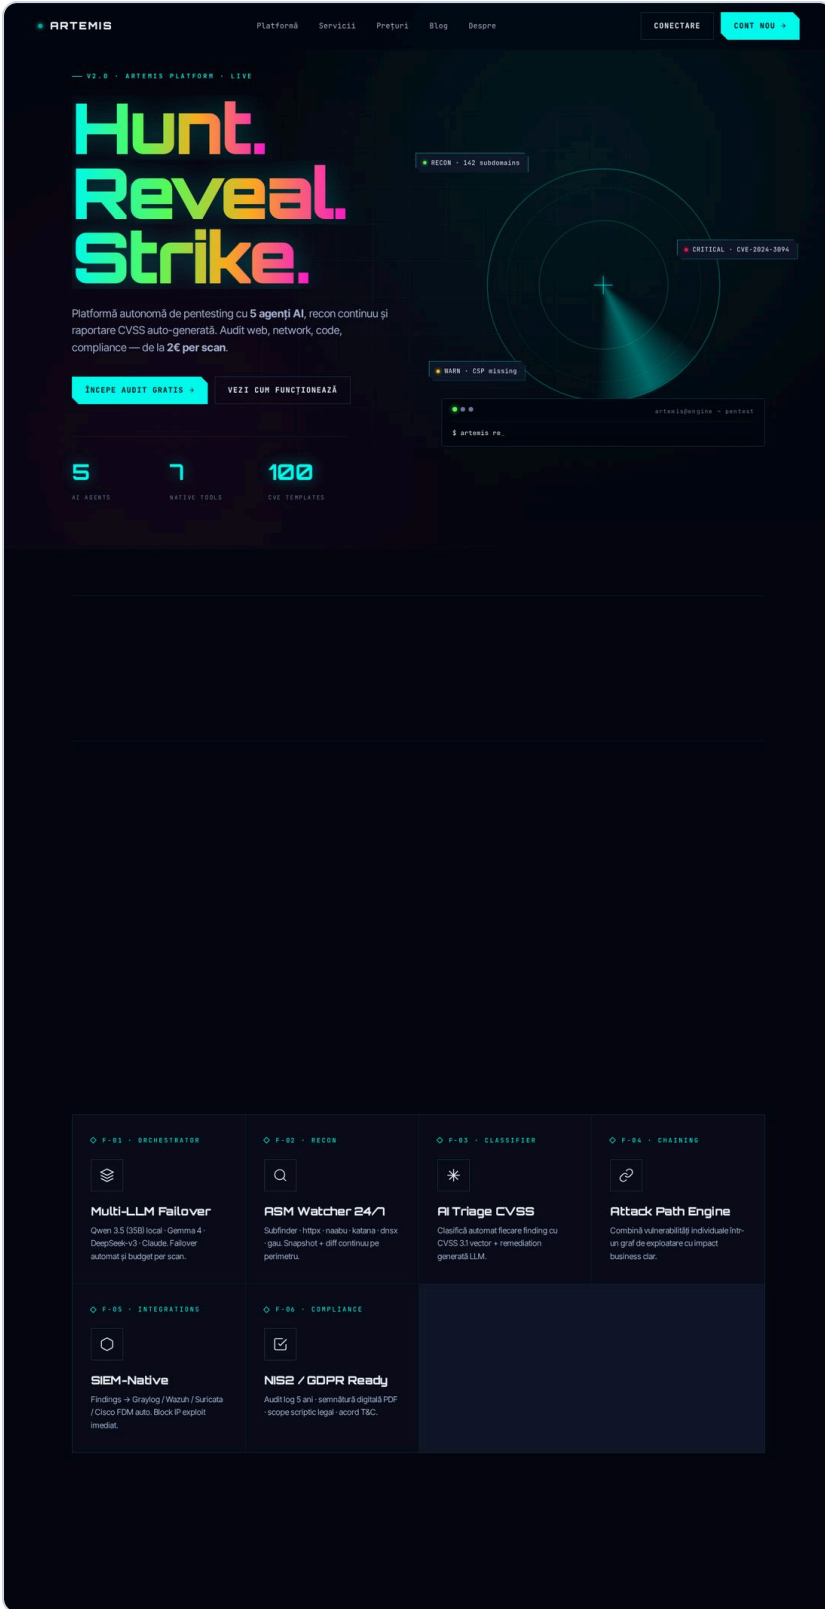 ARTEMIS
Platformă Servicii Prețuri Blog Despre
CONECTARE
CONT NOU →
V2.0 · ARTEMIS PLATFORM · LIVE
Hunt.
Reveal.
Strike.
Platformă autonomă de pentesting cu 5 agenți AI, recon continuu și
raportare CVSS auto-generată. Audit web, network, code,
compliance — de la 2€ per scan.
ÎNCEPE AUDIT GRATIS →
VEZI CUM FUNCȚIONEAZĂ
5
AI AGENTS
7
NATIVE TOOLS
100
CVE TEMPLATES
RECON · 142 subdomains
CRITICAL · CVE-2024-3094
WARN · CSP missing
artemis@engine ~ pentest
$ artemis re_
F-01 · ORCHESTRATOR
Multi-LLM Failover
Qwen 3.5 (35B) local · Gemma 4 ·
DeepSeek-v3 · Claude. Failover
automat și budget per scan.
F-02 · RECON
ASM Watcher 24/7
Subfinder · httpx · naabu · katana · dnsx
· gau. Snapshot + diff continuu pe
perimetru.
F-03 · CLASSIFIER
AI Triage CVSS
Clasifică automat fiecare finding cu
CVSS 3.1 vector + remediation
generată LLM.
F-04 · CHAINING
Attack Path Engine
Combină vulnerabilități individuale într-
un graf de exploatare cu impact
business clar.
F-05 · INTEGRATIONS
SIEM-Native
Findings → Graylog / Wazuh / Suricata
/ Cisco FDM auto. Block IP exploit
imediat.
F-06 · COMPLIANCE
NIS2 / GDPR Ready
Audit log 5 ani · semnătură digitală PDF
· scope scriptic legal · acord T&C.